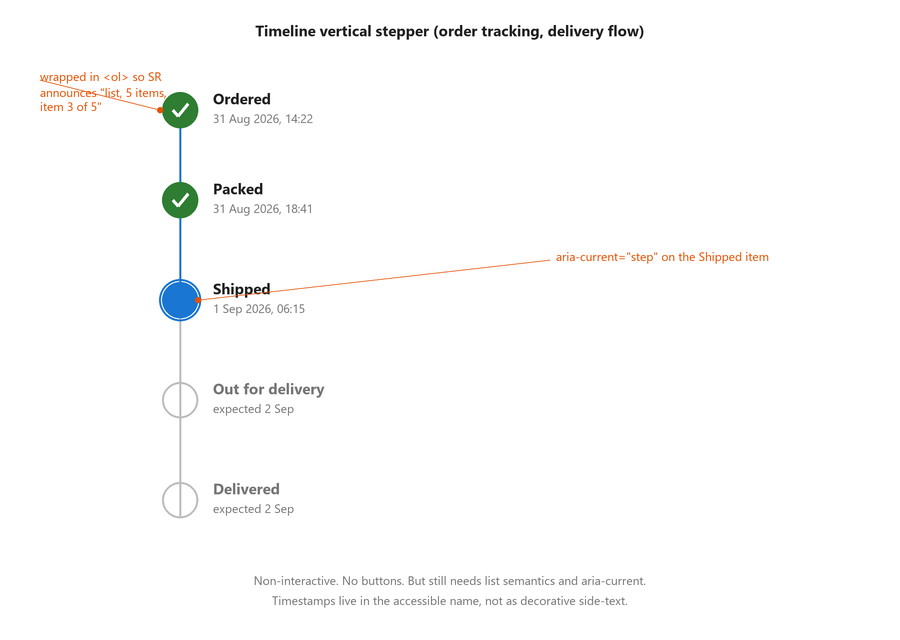 Timeline vertical stepper (order tracking, delivery flow)
wrapped in <ol> so SR
announces "list, 5 items,
item 3 of 5"
Ordered
31 Aug 2026, 14:22
Packed
31 Aug 2026, 18:41
aria-current="step" on the Shipped item
Shipped
1 Sep 2026, 06:15
Out for delivery
expected 2 Sep
Delivered
expected 2 Sep
Non-interactive. No buttons. But still needs list semantics and aria-current.
Timestamps live in the accessible name, not as decorative side-text.